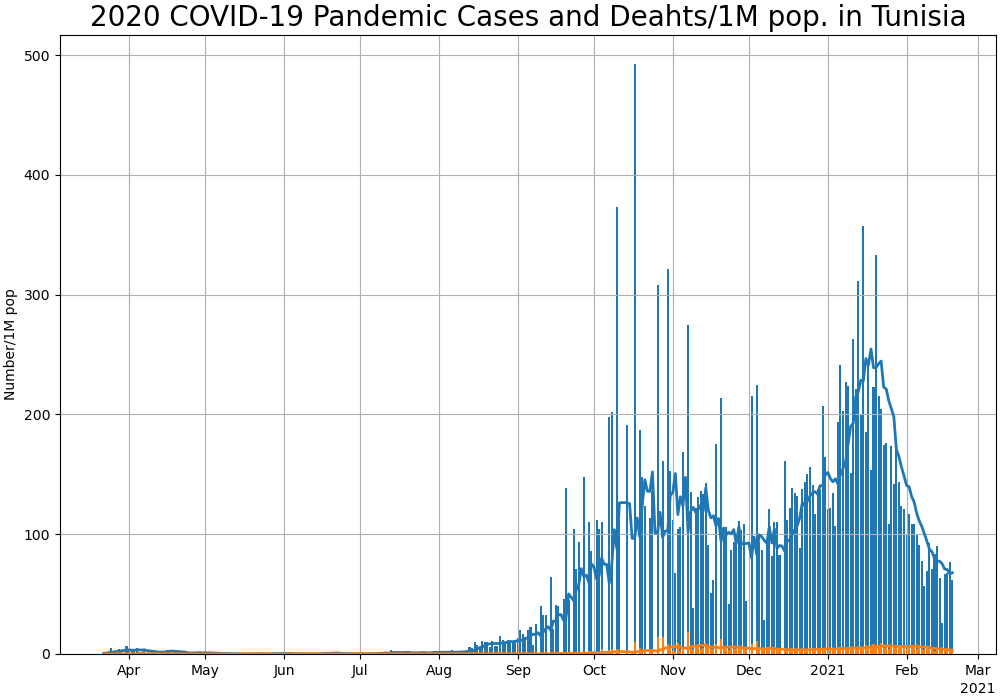 2020 COVID-19 Pandemic Cases and Deahts/1M pop. in Tunisia
Number/1M pop
500
400
300
200
100
0
Apr May Jun Jul Aug Sep Oct Nov Dec 2021 Feb Mar
2021